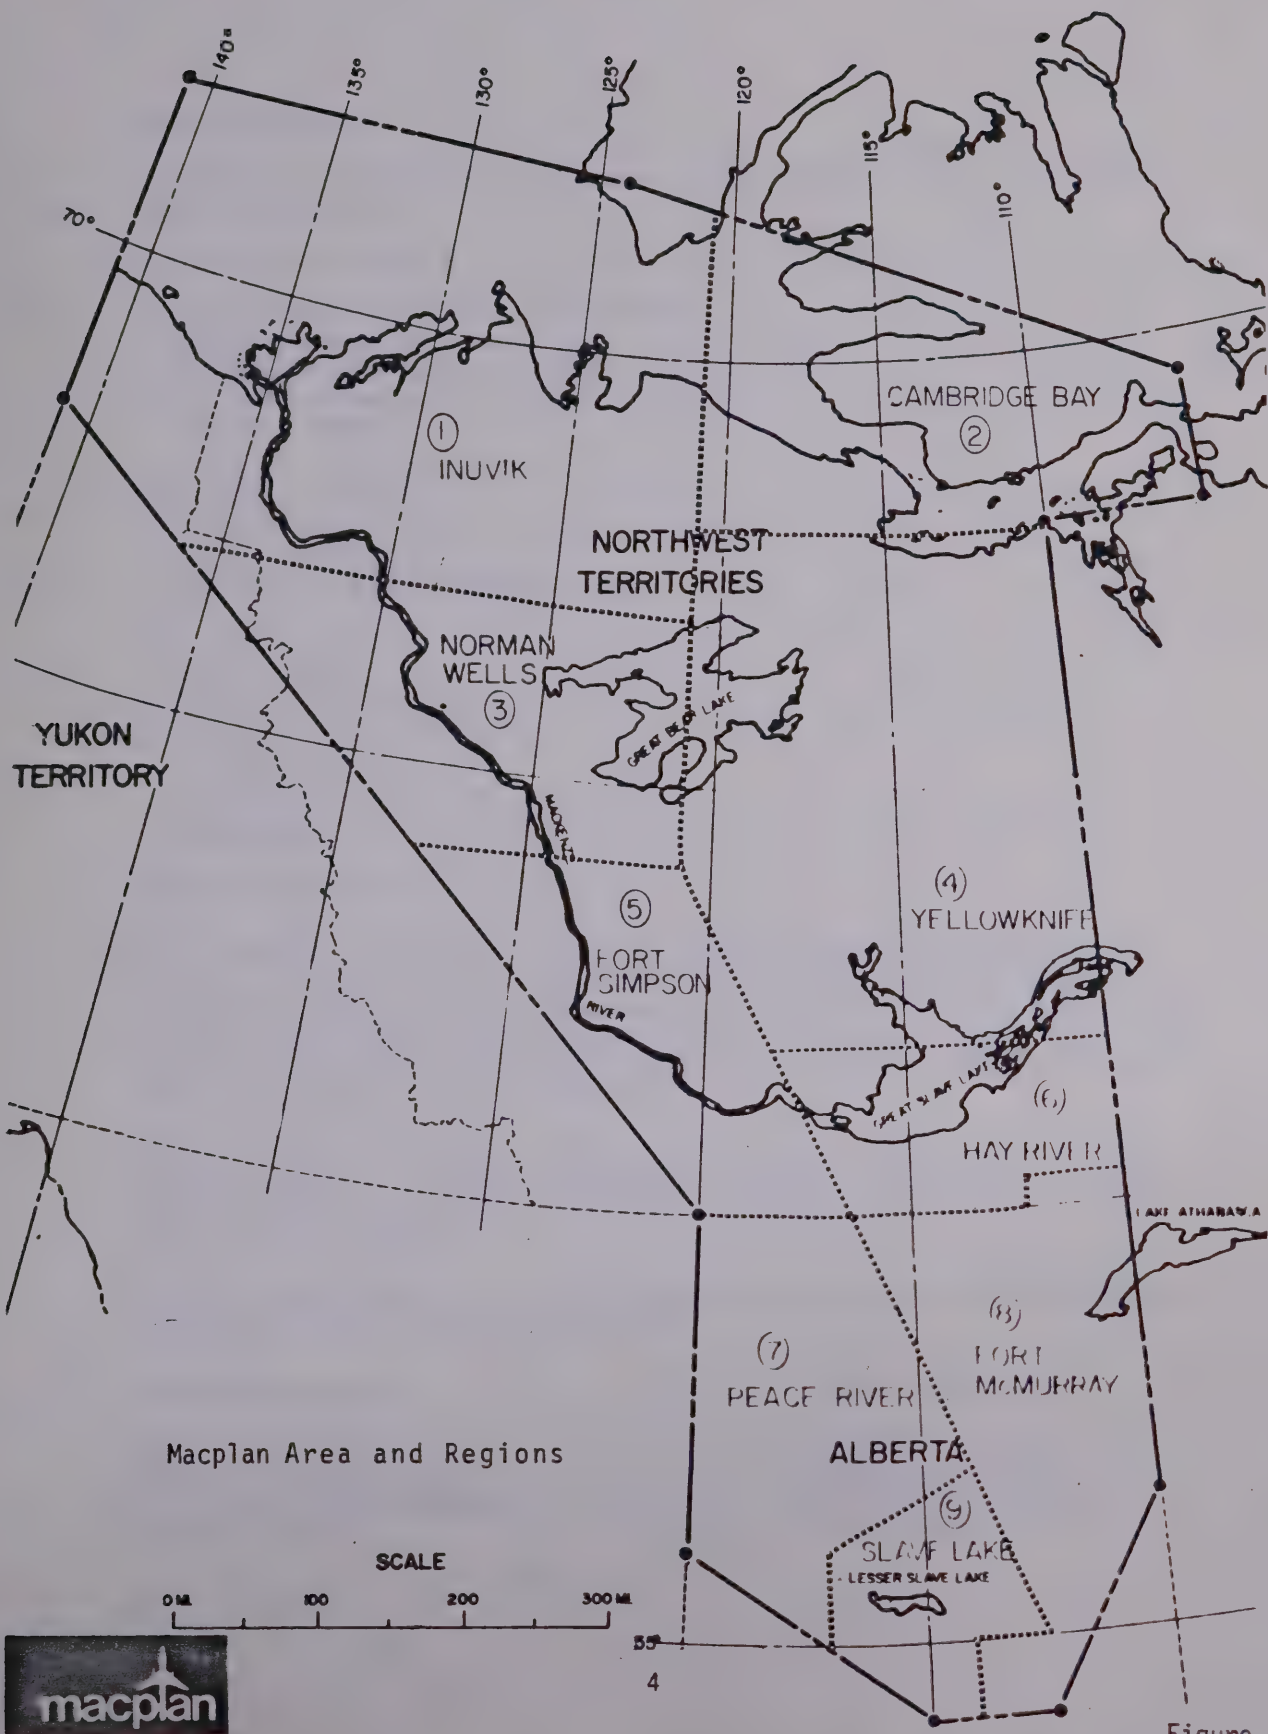 140°
135°
130°
125°
120°
115°
110°
70°
CAMBRIDGE BAY
②
①
INUVIK
NORTHWEST
TERRITORIES
NORMAN
WELLS
③
GREAT BEAR LAKE
YUKON
TERRITORY
MACKENZIE
④
YELLOWKNIFE
⑤
FORT
SIMPSON
RIVER
GREAT SLAVE LAKE
⑥
HAY RIVER
LAKE ATHABASCA
⑧
FORT
McMURRAY
⑦
PEACE RIVER
Macplan Area and Regions
ALBERTA
⑨
SLAVE LAKE
LESSER SLAVE LAKE
SCALE
0 MI. 100 200 300 MI.
55°
4
macplan
Figure